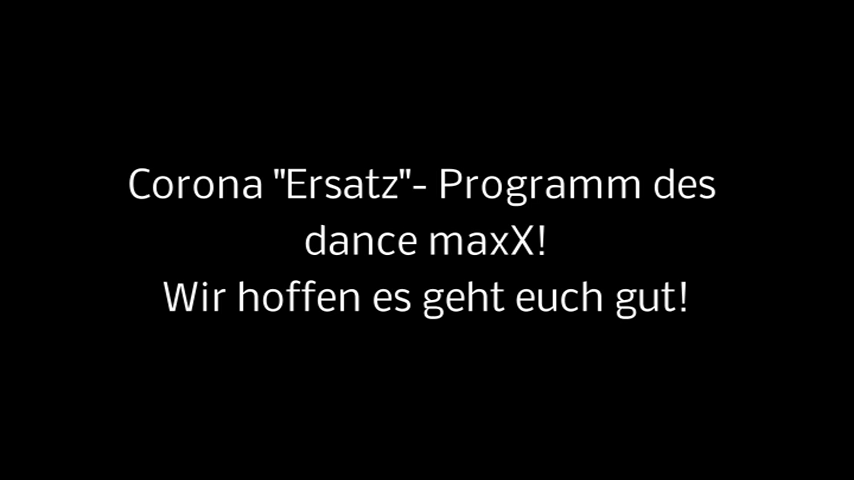 Corona "Ersatz"- Programm des
dance maxX!
Wir hoffen es geht euch gut!